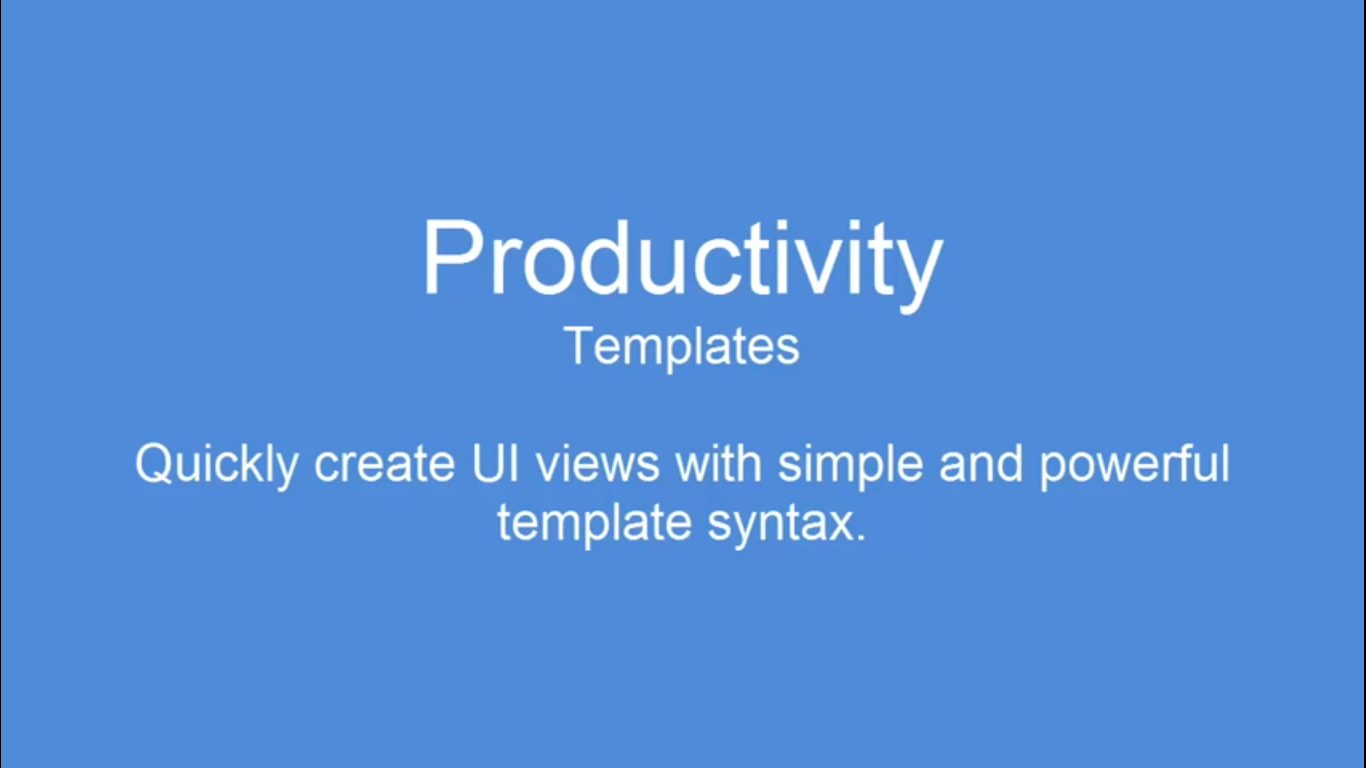 Productivity
Templates
Quickly create UI views with simple and powerful
template syntax.